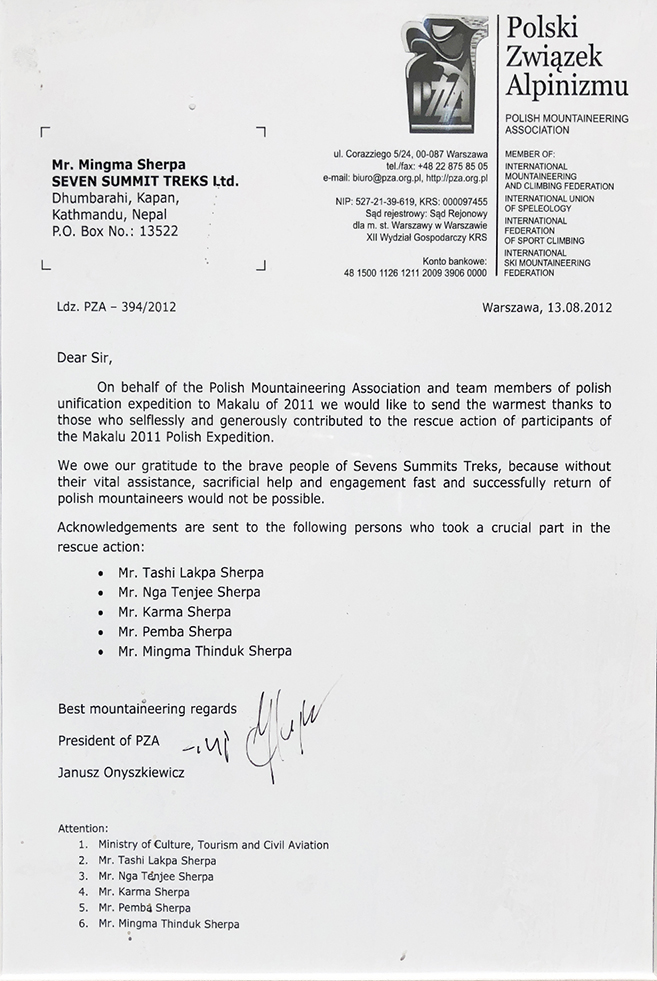 PZA
Polski
Związek
Alpinizmu
POLISH MOUNTAINEERING
ASSOCIATION
MEMBER OF:
INTERNATIONAL
MOUNTAINEERING
AND CLIMBING FEDERATION
INTERNATIONAL UNION
OF SPELEOLOGY
INTERNATIONAL
FEDERATION
OF SPORT CLIMBING
INTERNATIONAL
SKI MOUNTAINEERING
FEDERATION
ul. Corazziego 5/24, 00-087 Warszawa
tel./fax: +48 22 875 85 05
e-mail: biuro@pza.org.pl, http://pza.org.pl
NIP: 527-21-39-619, KRS: 000097455
Sąd rejestrowy: Sąd Rejonowy
dla m. st. Warszawy w Warszawie
XII Wydział Gospodarczy KRS
Konto bankowe:
48 1500 1126 1211 2009 3906 0000
Mr. Mingma Sherpa
SEVEN SUMMIT TREKS Ltd.
Dhumbarahi, Kapan,
Kathmandu, Nepal
P.O. Box No.: 13522
Ldz. PZA – 394/2012
Warszawa, 13.08.2012
Dear Sir,
On behalf of the Polish Mountaineering Association and team members of polish
unification expedition to Makalu of 2011 we would like to send the warmest thanks to
those who selflessly and generously contributed to the rescue action of participants of
the Makalu 2011 Polish Expedition.
We owe our gratitude to the brave people of Sevens Summits Treks, because without
their vital assistance, sacrificial help and engagement fast and successfully return of
polish mountaineers would not be possible.
Acknowledgements are sent to the following persons who took a crucial part in the
rescue action:
• Mr. Tashi Lakpa Sherpa
• Mr. Nga Tenjee Sherpa
• Mr. Karma Sherpa
• Mr. Pemba Sherpa
• Mr. Mingma Thinduk Sherpa
Best mountaineering regards
President of PZA
Janusz Onyszkiewicz
Attention:
1. Ministry of Culture, Tourism and Civil Aviation
2. Mr. Tashi Lakpa Sherpa
3. Mr. Nga Tenjee Sherpa
4. Mr. Karma Sherpa
5. Mr. Pemba Sherpa
6. Mr. Mingma Thinduk Sherpa